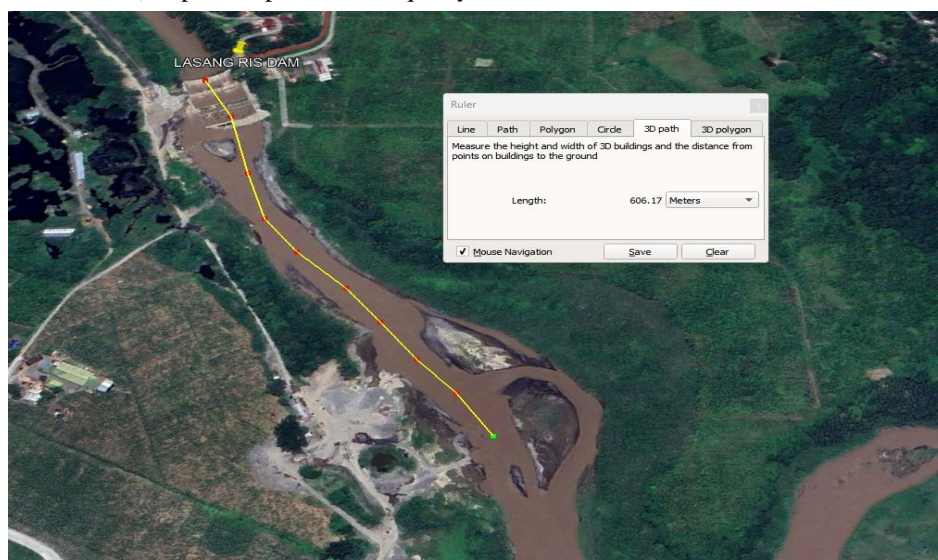 LASANG RIS DAM
Ruler
Line Path Polygon Circle 3D path 3D polygon
Measure the height and width of 3D buildings and the distance from
points on buildings to the ground
Length: 606.17 Meters
Mouse Navigation Save Clear